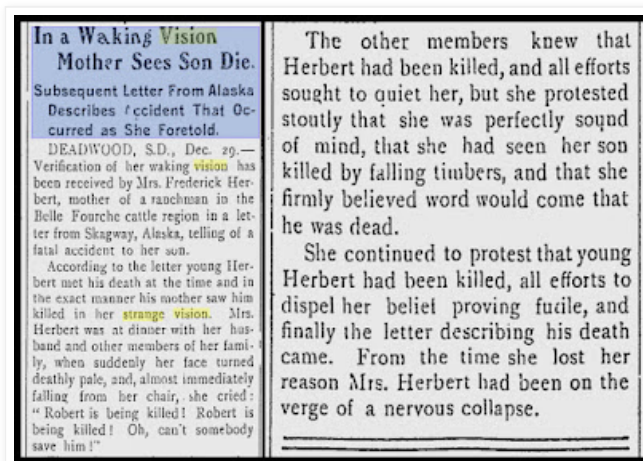 In a Waking Vision
Mother Sees Son Die.
Subsequent Letter From Alaska
Describes Accident That Oc-
curred as She Foretold.
DEADWOOD, S.D., Dec. 29.—
Verification of her waking vision has
been received by Mrs. Frederick Her-
bert, mother of a ranchman in the
Belle Fourche cattle region in a let-
ter from Skagway, Alaska, telling of a
fatal accident to her son.
According to the letter young Her-
bert met his death at the time and in
the exact manner his mother saw him
killed in her strange vision. Mrs.
Herbert was at dinner with her hus-
band and other members of her fami-
ly, when suddenly her face turned
deathly pale, and, almost immediately
falling from her chair, she cried:
“Robert is being killed! Robert is
being killed! Oh, can't somebody
save him!”
The other members knew that
Herbert had been killed, and all efforts
sought to quiet her, but she protested
stoutly that she was perfectly sound
of mind, that she had seen her son
killed by falling timbers, and that she
firmly believed word would come that
he was dead.
She continued to protest that young
Herbert had been killed, all efforts to
dispel her belief proving futile, and
finally the letter describing his death
came. From the time she lost her
reason Mrs. Herbert had been on the
verge of a nervous collapse.